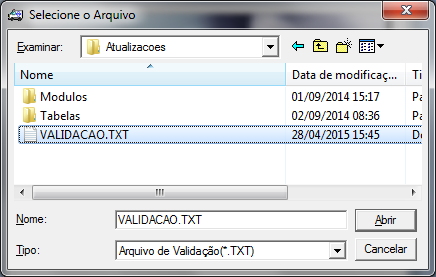 Selecione o Arquivo
Examinar: Atualizacoes
Nome Data de modificaç... Ti
Modulos 01/09/2014 15:17 Pa
Tabelas 02/09/2014 08:36 Pa
VALIDACAO.TXT 28/04/2015 15:45 Do
Nome: VALIDACAO.TXT Abrir
Tipo: Arquivo de Validação(*.TXT) Cancelar